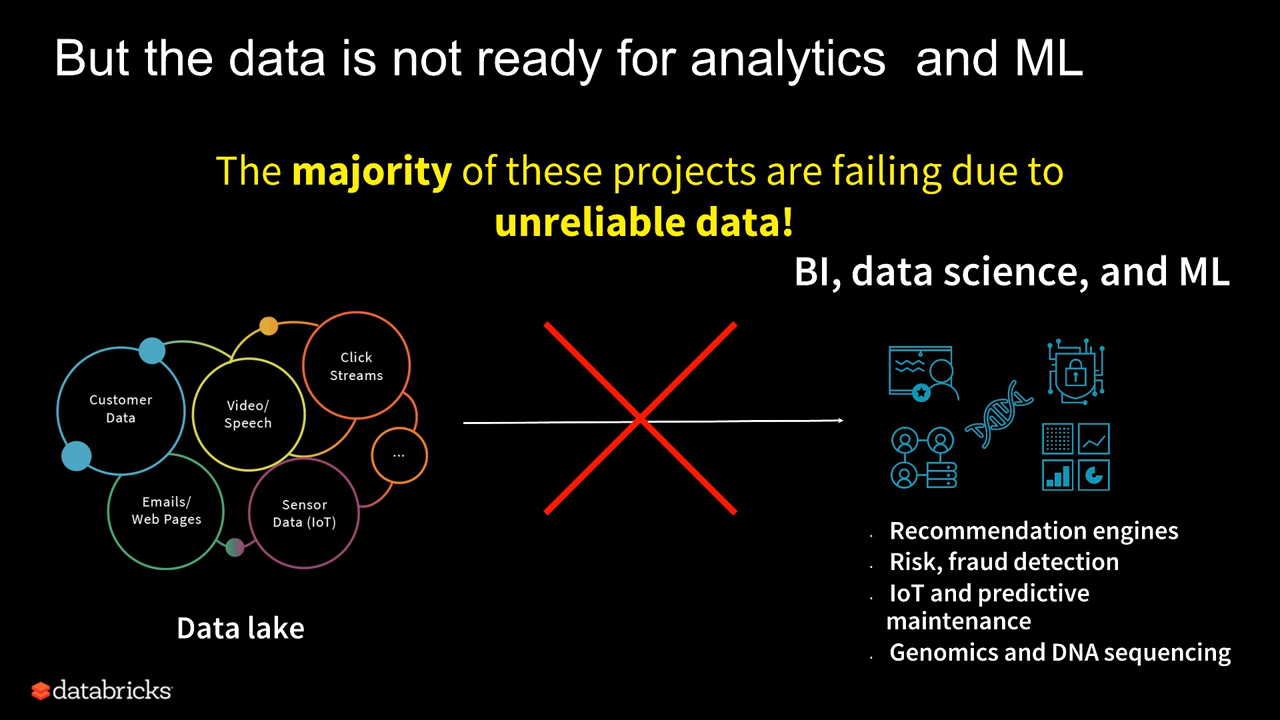 But the data is not ready for analytics  and ML
The majority of these projects are failing due to
unreliable data!
BI, data science, and ML
Click
Streams
Customer
Data
Video/
Speech
...
Emails/
Web Pages
Sensor
Data (IoT)
Data lake
. Recommendation engines
. Risk, fraud detection
. IoT and predictive
maintenance
. Genomics and DNA sequencing
databricks